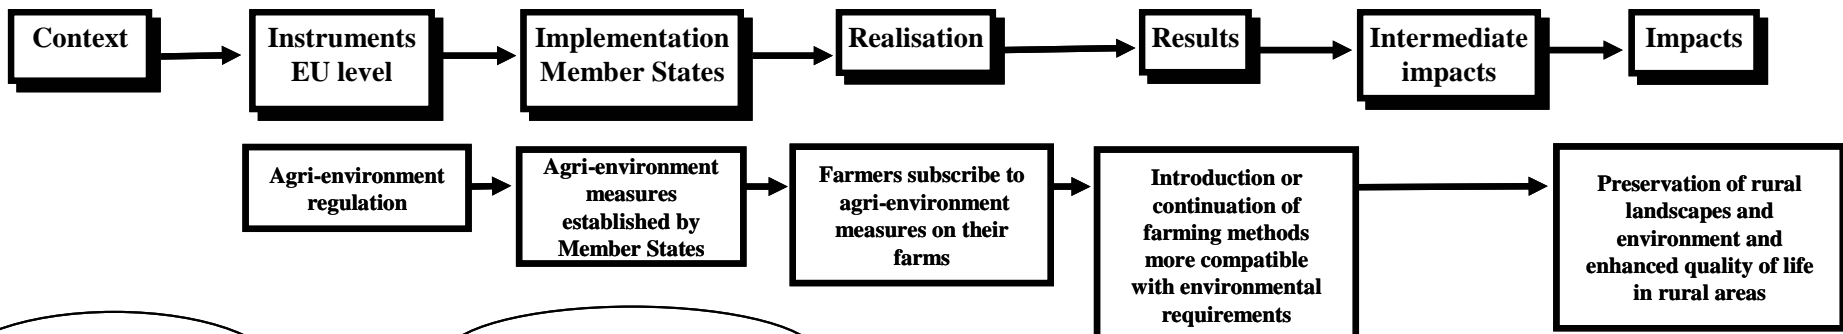 Context
Instruments
EU level
Implementation
Member States
Realisation
Results
Intermediate
impacts
Impacts
Agri-environment
regulation
Agri-environment
measures
established by
Member States
Farmers subscribe to
agri-environment
measures on their
farms
Introduction or
continuation of
farming methods
more compatible
with environmental
requirements
Preservation of rural
landscapes and
environment and
enhanced quality of life
in rural areas